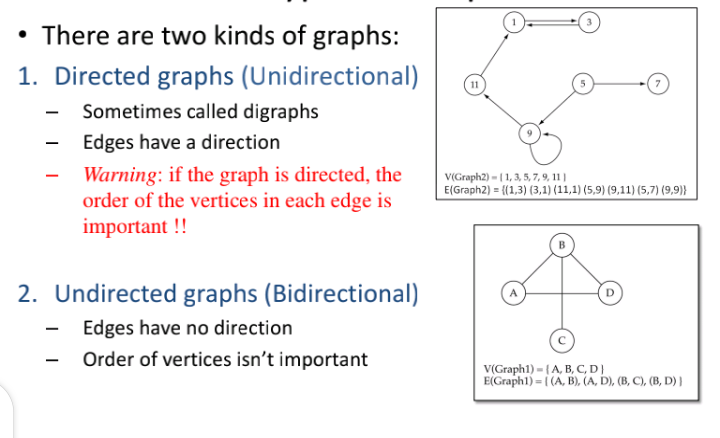 • There are two kinds of graphs:
1. Directed graphs (Unidirectional)
– Sometimes called digraphs
– Edges have a direction
– Warning: if the graph is directed, the
order of the vertices in each edge is
important !!
2. Undirected graphs (Bidirectional)
– Edges have no direction
– Order of vertices isn't important
1 3
11 5 7
9
V(Graph2) = { 1, 3, 5, 7, 9, 11 }
E(Graph2) = {(1,3) (3,1) (11,1) (5,9) (9,11) (5,7) (9,9)}
B
A D
C
V(Graph1) = { A, B, C, D }
E(Graph1) = { (A, B), (A, D), (B, C), (B, D) }